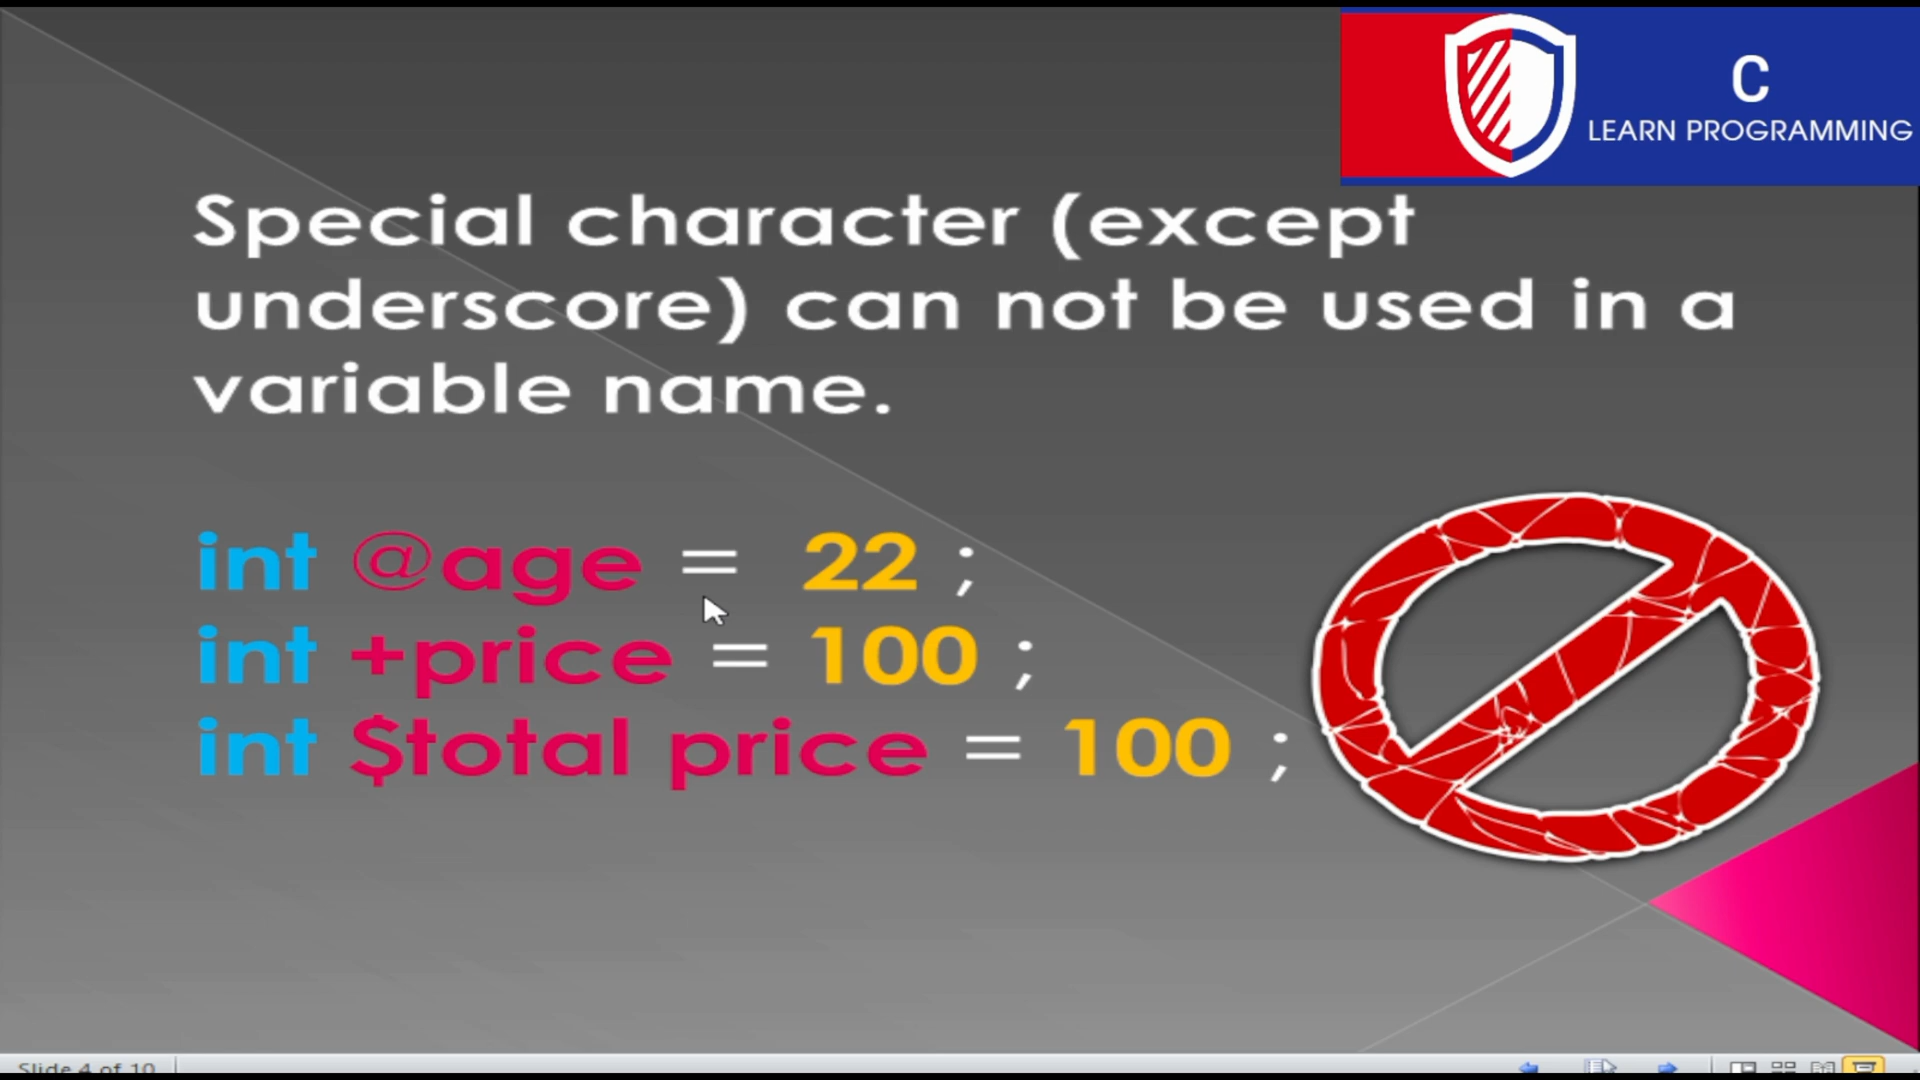 C
LEARN PROGRAMMING
Special character (except
underscore) can not be used in a
variable name.
int @age = 22 ;
int +price = 100 ;
int $total price = 100 ;
Slide 4 of 10